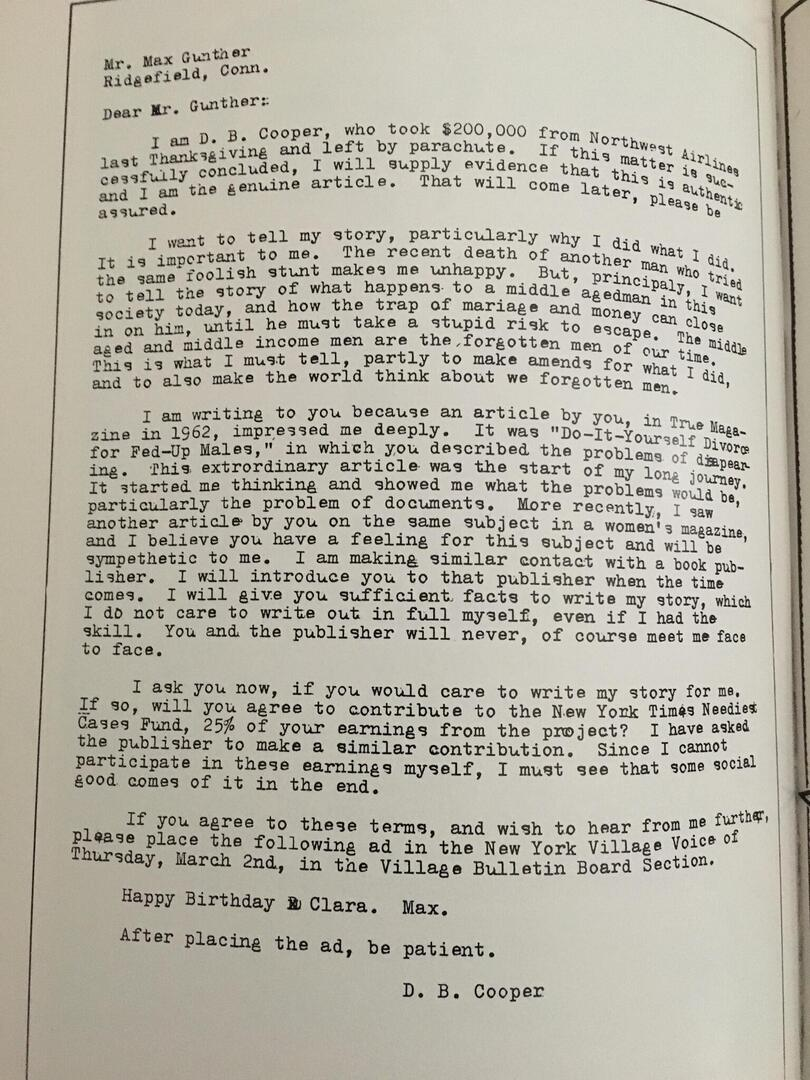 Mr. Max Gunther
Ridgefield, Conn.
Dear Mr. Gunther:
I am D. B. Cooper, who took $200,000 from Northwest Airlines
last Thanksgiving and left by parachute. If this matter is suc-
cessfully concluded, I will supply evidence that this is authentic
and I am the genuine article. That will come later, please be
assured.
I want to tell my story, particularly why I did what I did.
It is important to me. The recent death of another man who tried
the same foolish stunt makes me unhappy. But, principaly, I want
to tell the story of what happens to a middle agedman in this
society today, and how the trap of mariage and money can close
in on him, until he must take a stupid risk to escape. The middle
aged and middle income men are the forgotten men of our time.
This is what I must tell, partly to make amends for what I did,
and to also make the world think about we forgotten men.
I am writing to you because an article by you, in True Maga-
zine in 1962, impressed me deeply. It was "Do-It-Yourself Divorce
for Fed-Up Males," in which you described the problems of disapear-
ing. This extrordinary article was the start of my long journey.
It started me thinking and showed me what the problems would be,
particularly the problem of documents. More recently, I saw
another article by you on the same subject in a women's magazine,
and I believe you have a feeling for this subject and will be
sympethetic to me. I am making similar contact with a book pub-
lisher. I will introduce you to that publisher when the time
comes. I will give you sufficient facts to write my story, which
I do not care to write out in full myself, even if I had the
skill. You and the publisher will never, of course meet me face
to face.
I ask you now, if you would care to write my story for me.
If so, will you agree to contribute to the New York Times Neediest
Cases Fund, 25% of your earnings from the project? I have asked
the publisher to make a similar contribution. Since I cannot
participate in these earnings myself, I must see that some social
good comes of it in the end.
If you agree to these terms, and wish to hear from me further,
please place the following ad in the New York Village Voice of
Thursday, March 2nd, in the Village Bulletin Board Section.
Happy Birthday Clara. Max.
After placing the ad, be patient.
D. B. Cooper